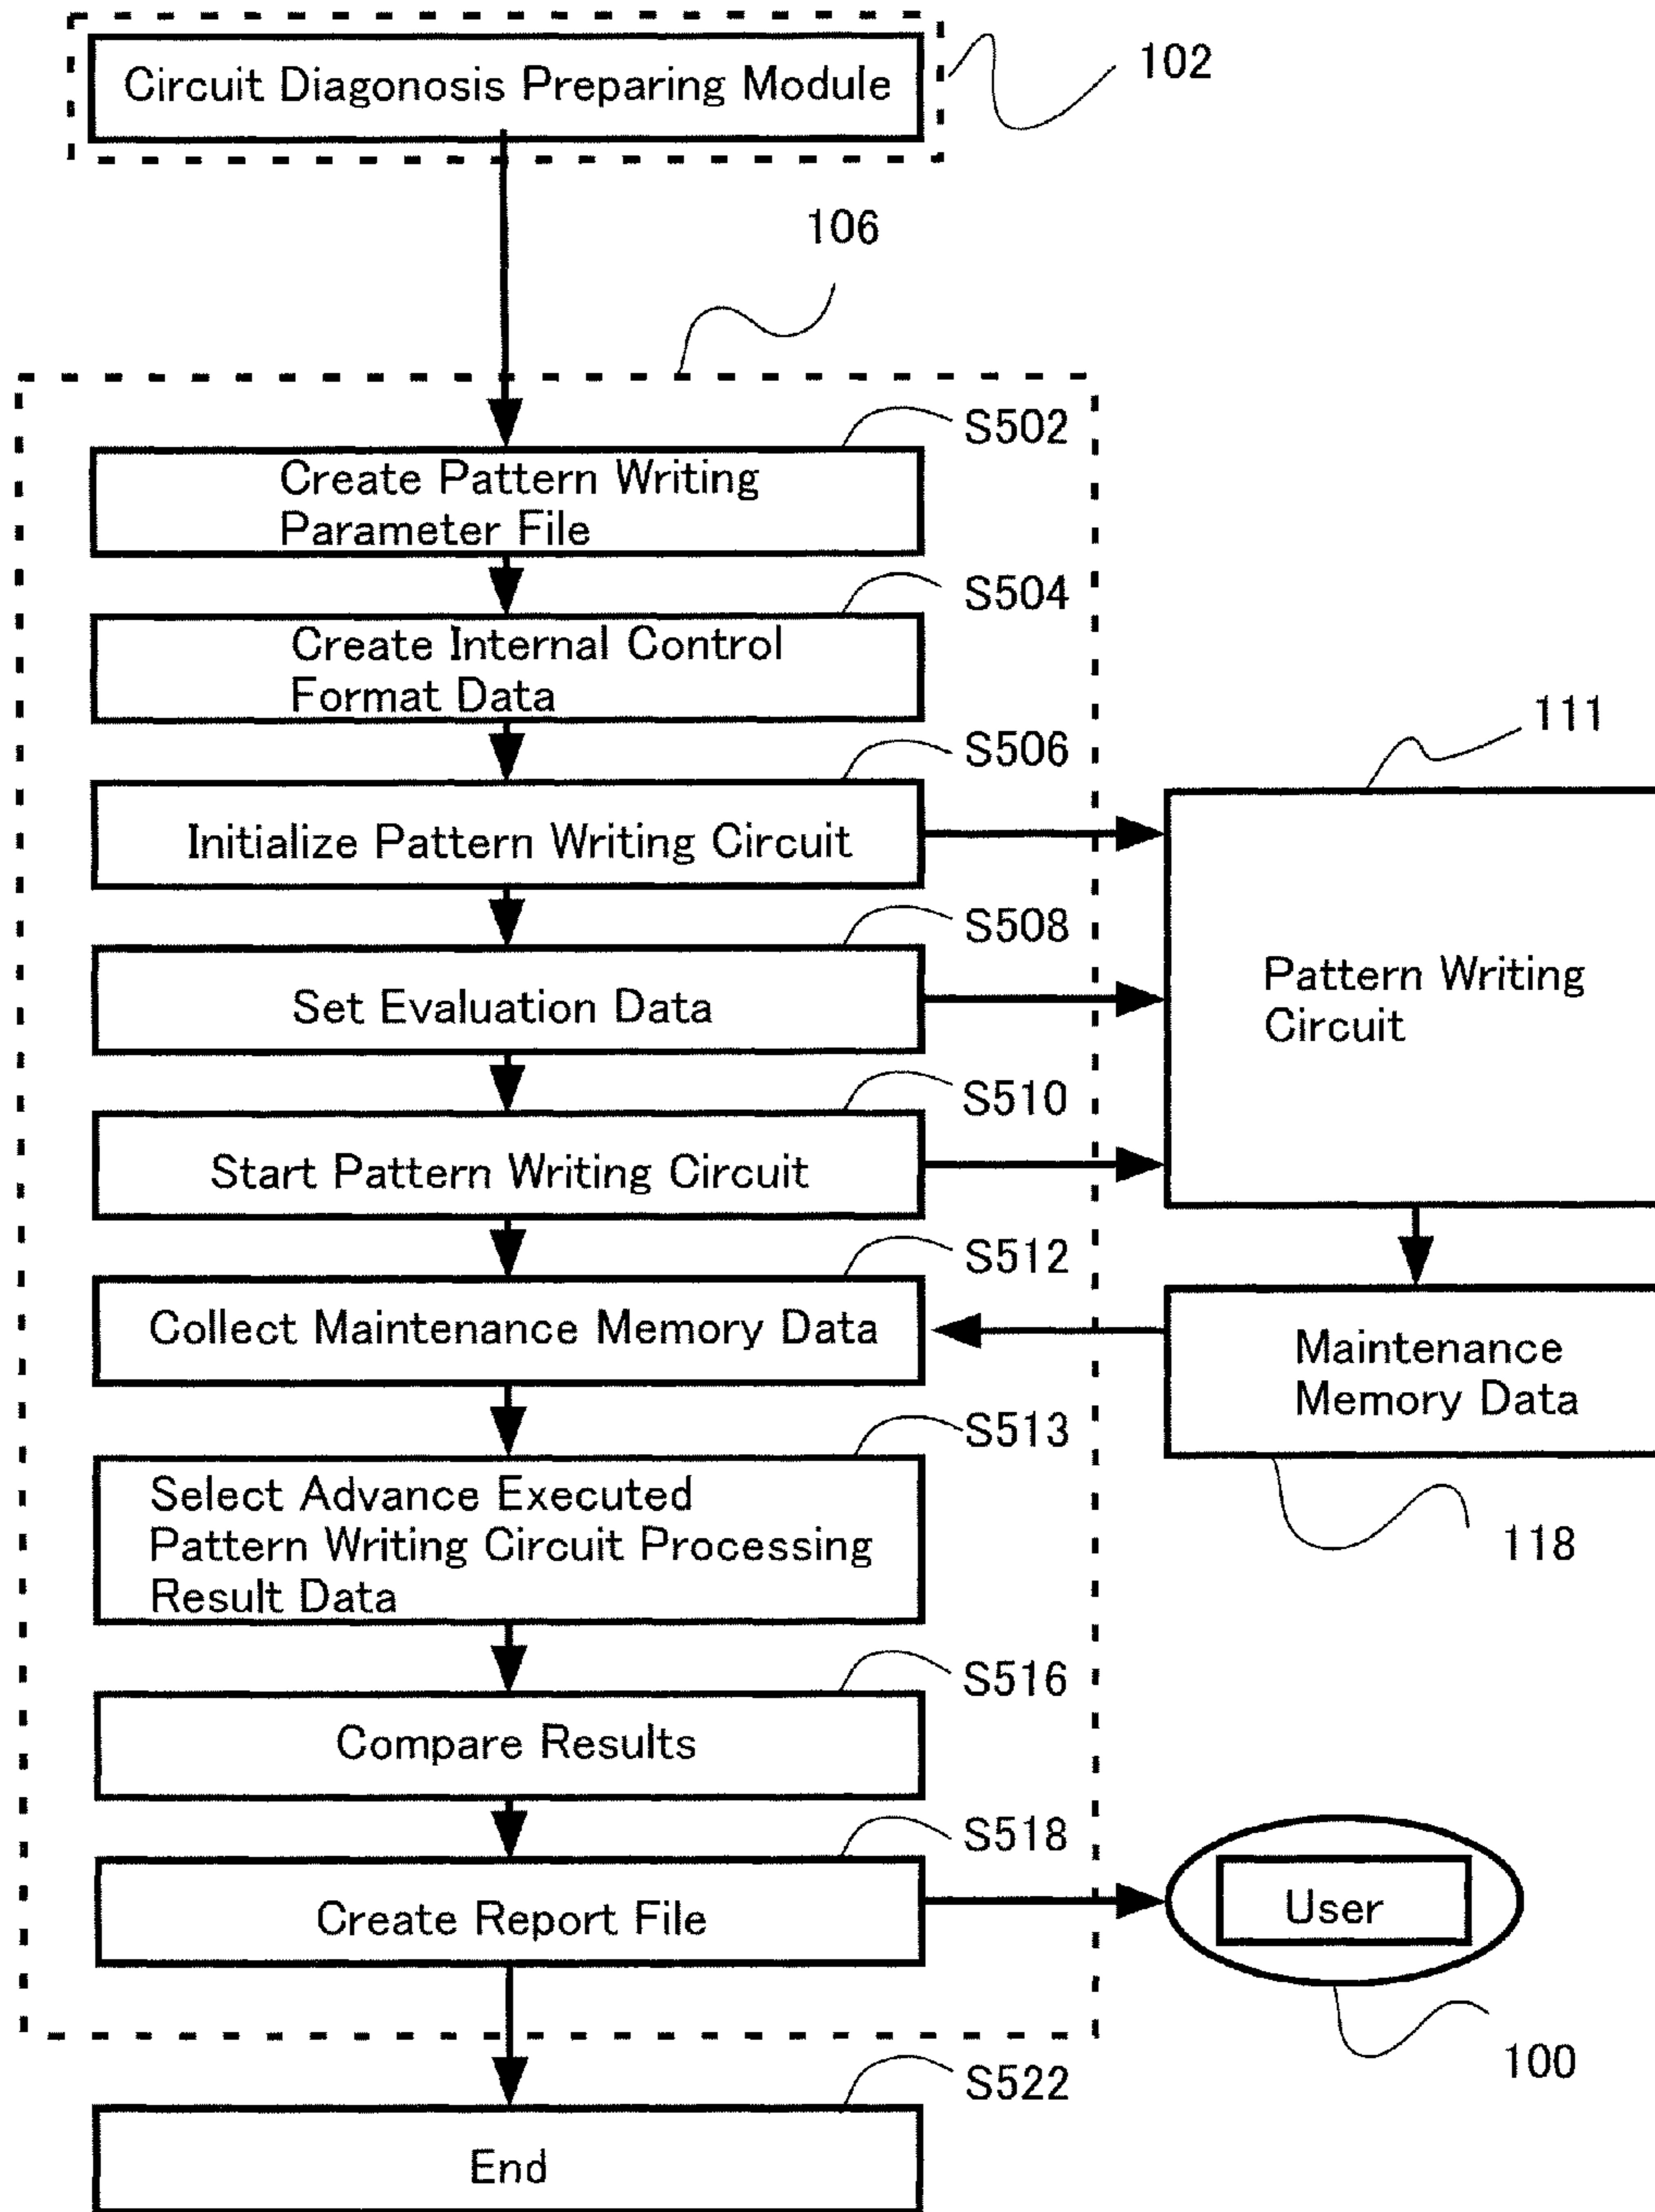 Circuit Diagonosis Preparing Module
102
106
S502
Create Pattern Writing
Parameter File
S504
Create Internal Control
Format Data
S506
111
Initialize Pattern Writing Circuit
S508
Pattern Writing
Circuit
Set Evaluation Data
S510
Start Pattern Writing Circuit
S512
Collect Maintenance Memory Data
Maintenance
Memory Data
S513
Select Advance Executed
Pattern Writing Circuit Processing
Result Data
118
S516
Compare Results
S518
Create Report File
User
100
S522
End